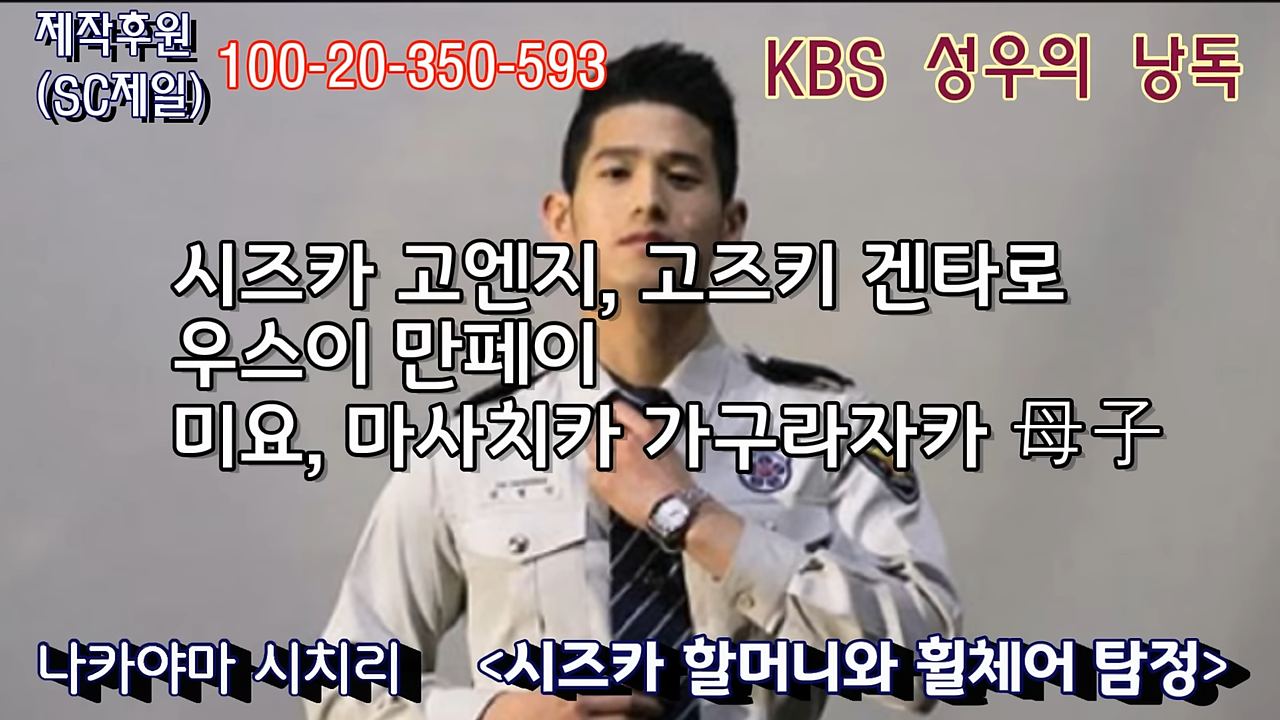 제작후원
(SC제일)
100-20-350-593
KBS 성우의 낭독
시즈카 고엔지, 고즈키 겐타로
우스이 만페이
미요, 마사치카 가구라자카 母子
나카야마 시치리 <시즈카 할머니와 휠체어 탐정>